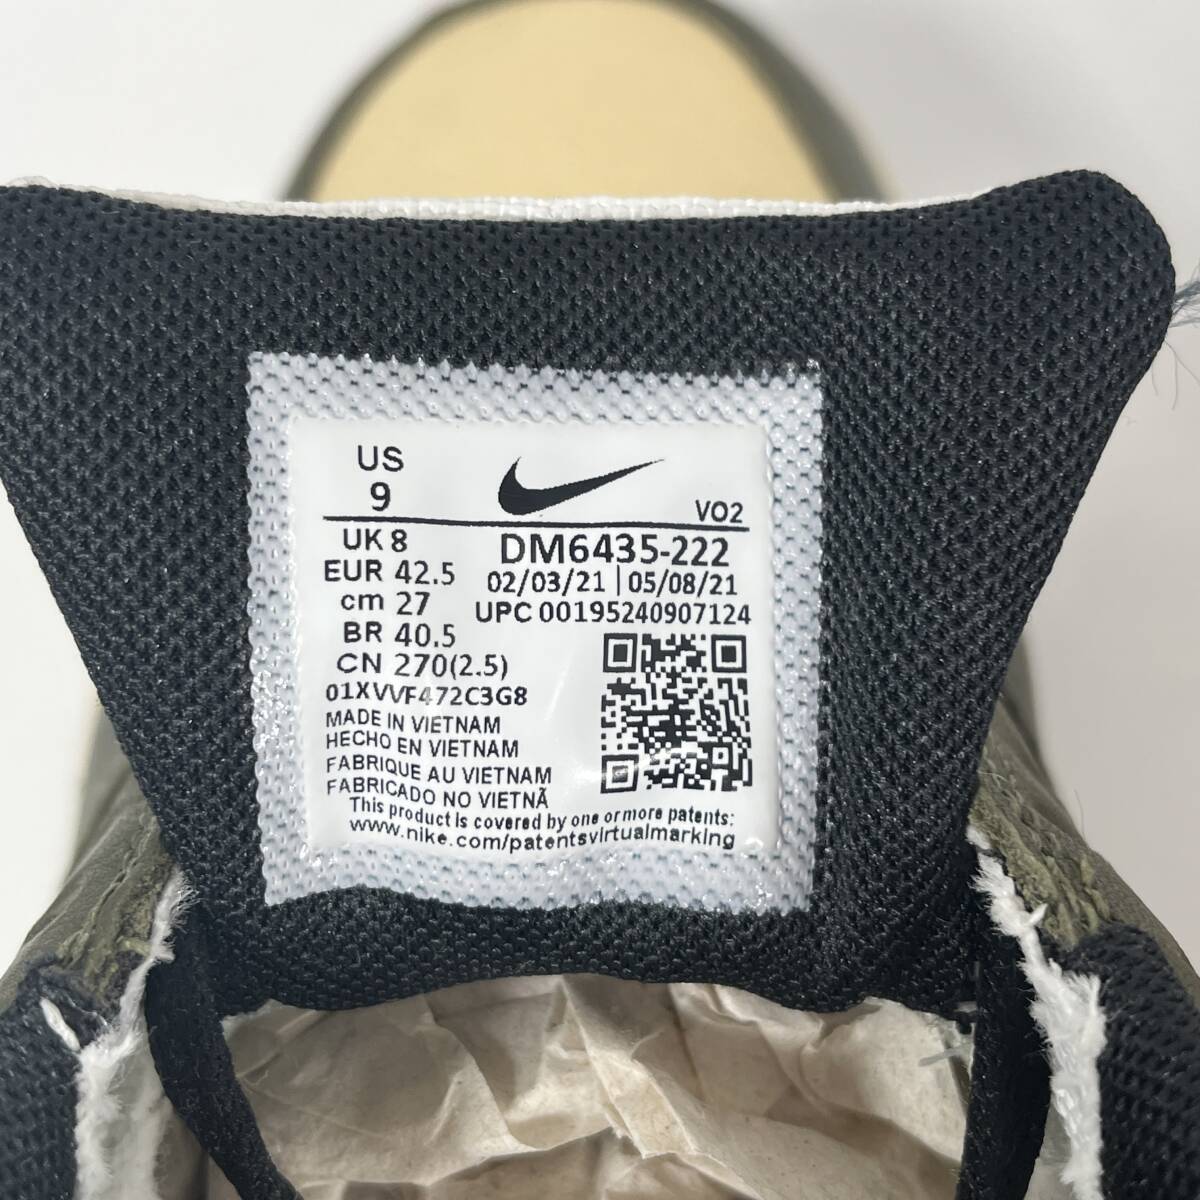 US
9
VO2
UK 8
DM6435-222
EUR 42.5
02/03/21 | 05/08/21
cm 27
UPC 00195240907124
BR 40.5
CN 270(2.5)
01XVVF472C3G8
MADE IN VIETNAM
HECHO EN VIETNAM
FABRIQUE AU VIETNAM
FABRICADO NO VIETNÃ
This product is covered by one or more patents:
www.nike.com/patentsvirtualmarking